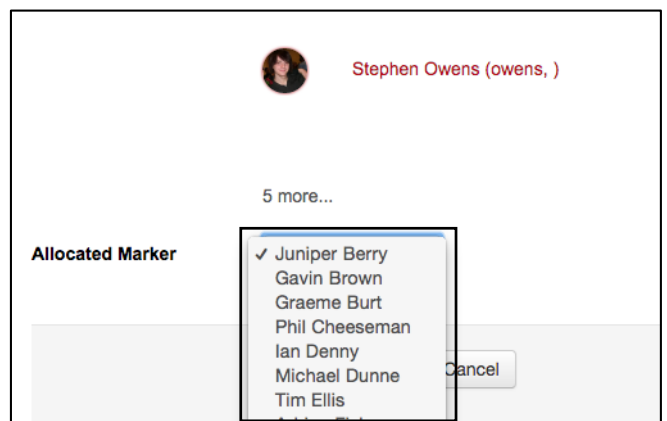 Stephen Owens (owens, )
5 more...
Allocated Marker
✓ Juniper Berry
Gavin Brown
Graeme Burt
Phil Cheeseman
Ian Denny
Michael Dunne
Cancel
Tim Ellis